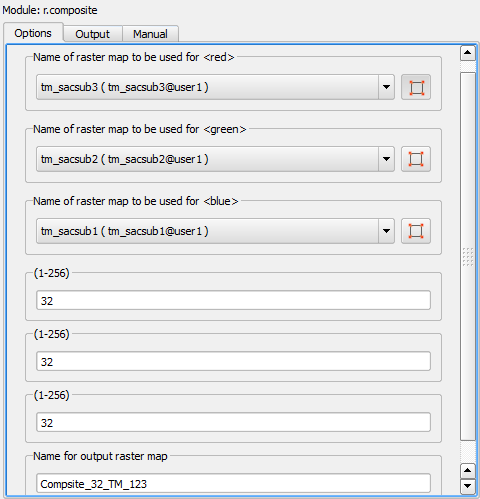 Module: r.composite
Options Output Manual
Name of raster map to be used for <red>
tm_sacsub3 ( tm_sacsub3@user1 )
Name of raster map to be used for <green>
tm_sacsub2 ( tm_sacsub2@user1 )
Name of raster map to be used for <blue>
tm_sacsub1 ( tm_sacsub1@user1 )
(1-256)
32
(1-256)
32
(1-256)
32
Name for output raster map
Compsite_32_TM_123